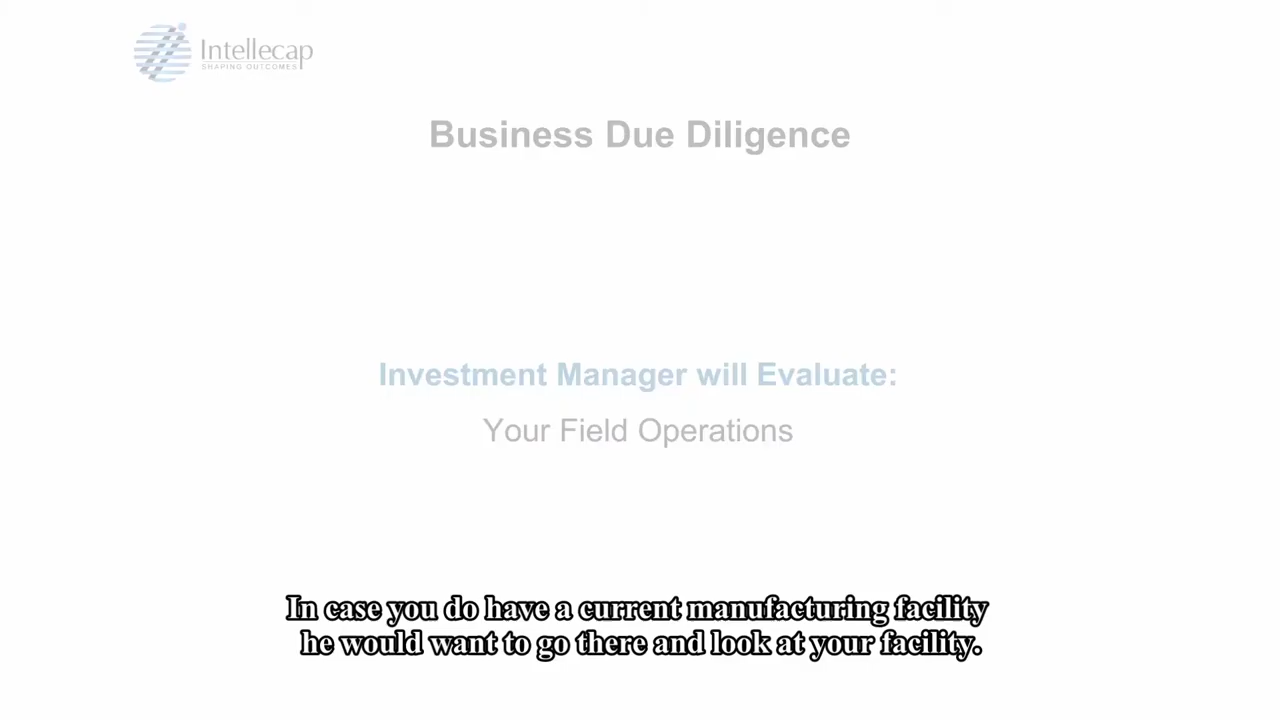 Intellecap
SHAPING OUTCOMES
Business Due Diligence
Investment Manager will Evaluate:
Your Field Operations
In case you do have a current manufacturing facility
he would want to go there and look at your facility.